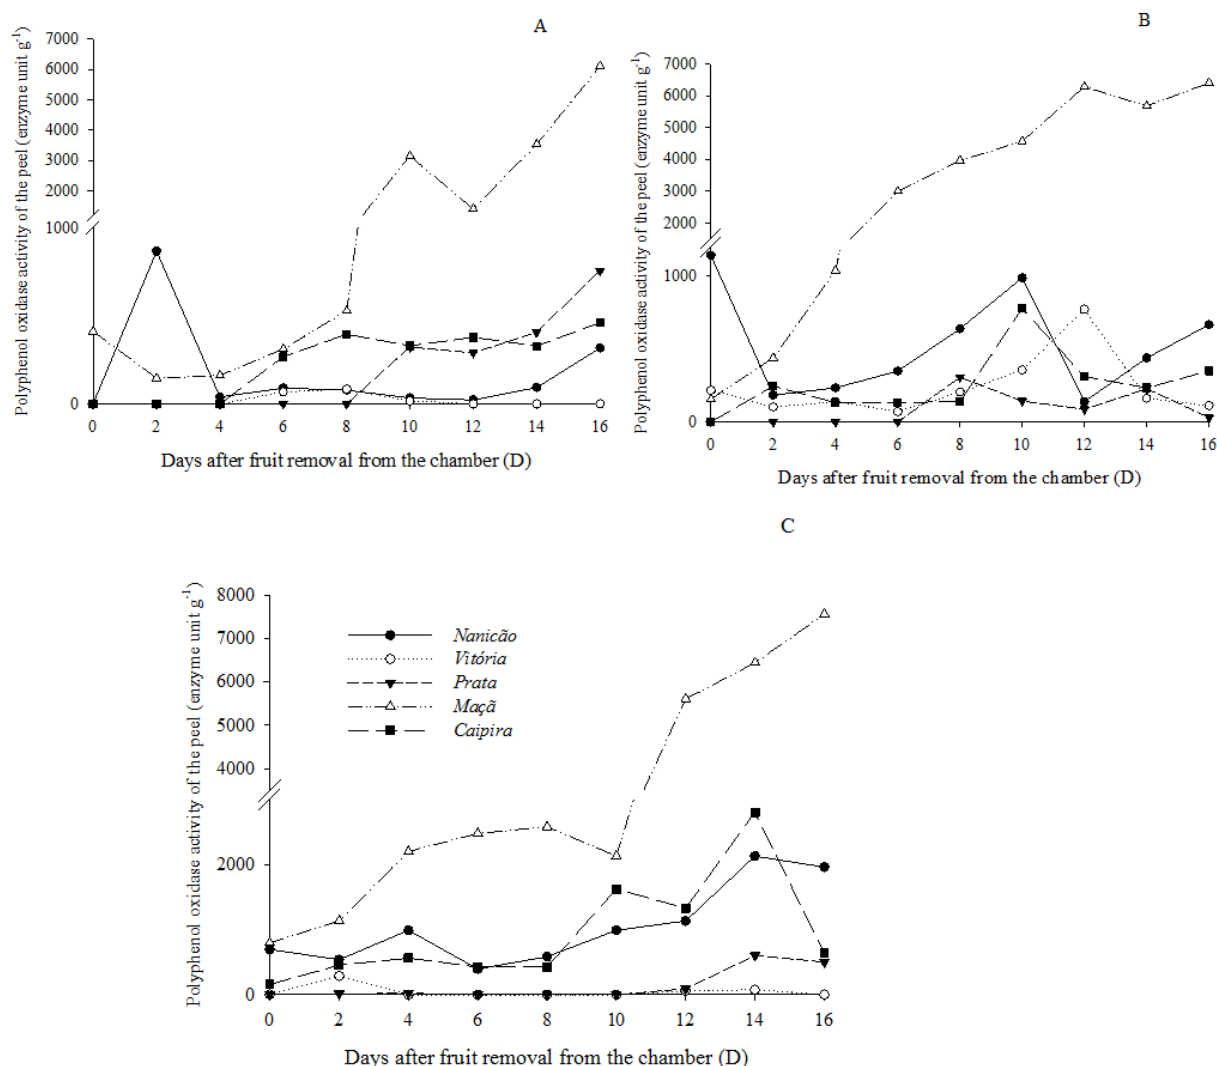 A
Polyphenol oxidase activity of the peel (enzyme unit g-1)
7000
6000
5000
4000
3000
2000
1000
0
0 2 4 6 8 10 12 14 16
Days after fruit removal from the chamber (D)
B
Polyphenol oxidase activity of the peel (enzyme unit g-1)
7000
6000
5000
4000
3000
2000
1000
0
0 2 4 6 8 10 12 14 16
Days after fruit removal from the chamber (D)
C
Polyphenol oxidase activity of the peel (enzyme unit g-1)
8000
7000
6000
5000
4000
2000
0
Nanicão
Vitória
Prata
Maçã
Caipira
0 2 4 6 8 10 12 14 16
Days after fruit removal from the chamber (D)